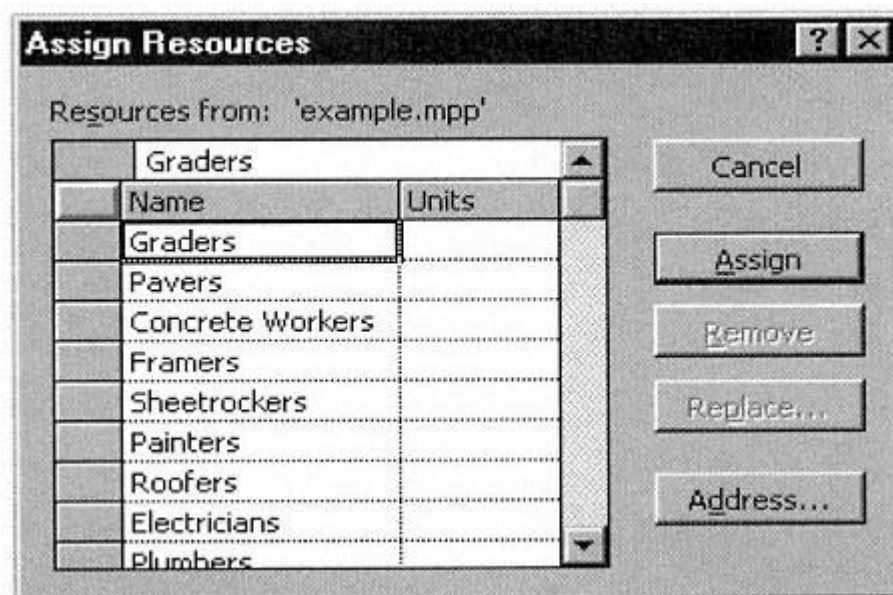 Assign Resources ? ×
Resources from: 'example.mpp'
Graders
Cancel
Name Units
Graders
Assign
Pavers
Concrete Workers
Remove
Framers
Sheetrockers
Replace...
Painters
Roofers
Address...
Electricians
Plumbers